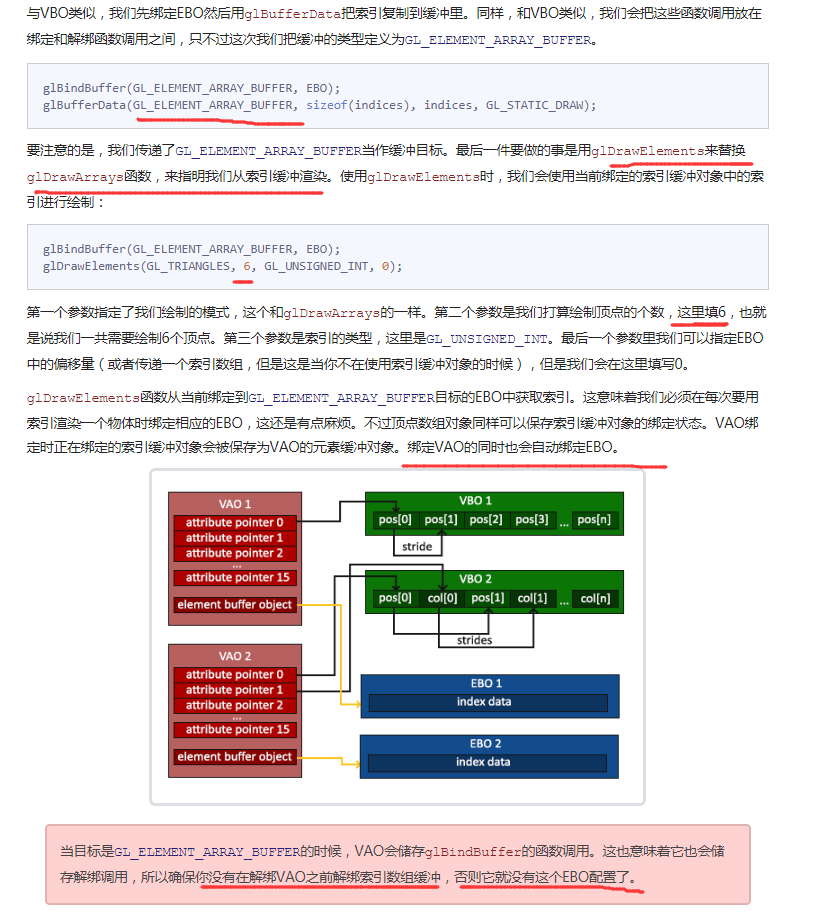 与VBO类似，我们先绑定EBO然后用glBufferData把索引复制到缓冲里。同样，和VBO类似，我们会把这些函数调用放在
绑定和解绑函数调用之间，只不过这次我们把缓冲的类型定义为GL_ELEMENT_ARRAY_BUFFER。
glBindBuffer(GL_ELEMENT_ARRAY_BUFFER, EBO);
glBufferData(GL_ELEMENT_ARRAY_BUFFER, sizeof(indices), indices, GL_STATIC_DRAW);
要注意的是，我们传递了GL_ELEMENT_ARRAY_BUFFER当作缓冲目标。最后一件要做的事是用glDrawElements来替换
glDrawArrays函数，来指明我们从索引缓冲渲染。使用glDrawElements时，我们会使用当前绑定的索引缓冲对象中的索
引进行绘制：
glBindBuffer(GL_ELEMENT_ARRAY_BUFFER, EBO);
glDrawElements(GL_TRIANGLES, 6, GL_UNSIGNED_INT, 0);
第一个参数指定了我们绘制的模式，这个和glDrawArrays的一样。第二个参数是我们打算绘制顶点的个数，这里填6，也就
是说我们一共需要绘制6个顶点。第三个参数是索引的类型，这里是GL_UNSIGNED_INT。最后一个参数里我们可以指定EBO
中的偏移量（或者传递一个索引数组，但是这是当你不在使用索引缓冲对象的时候），但是我们会在这里填写0。
glDrawElements函数从当前绑定到GL_ELEMENT_ARRAY_BUFFER目标的EBO中获取索引。这意味着我们必须在每次要用
索引渲染一个物体时绑定相应的EBO，这还是有点麻烦。不过顶点数组对象同样可以保存索引缓冲对象的绑定状态。VAO绑
定时正在绑定的索引缓冲对象会被保存为VAO的元素缓冲对象。绑定VAO的同时也会自动绑定EBO。
VAO 1
attribute pointer 0
attribute pointer 1
attribute pointer 2
...
attribute pointer 15
element buffer object
VBO 1
pos[0] pos[1] pos[2] pos[3] ... pos[n]
stride
VBO 2
pos[0] col[0] pos[1] col[1] ... col[n]
strides
VAO 2
attribute pointer 0
attribute pointer 1
attribute pointer 2
...
attribute pointer 15
element buffer object
EBO 1
index data
EBO 2
index data
当目标是GL_ELEMENT_ARRAY_BUFFER的时候，VAO会储存glBindBuffer的函数调用。这也意味着它也会储
存解绑调用，所以确保你没有在解绑VAO之前解绑索引数组缓冲，否则它就没有这个EBO配置了。